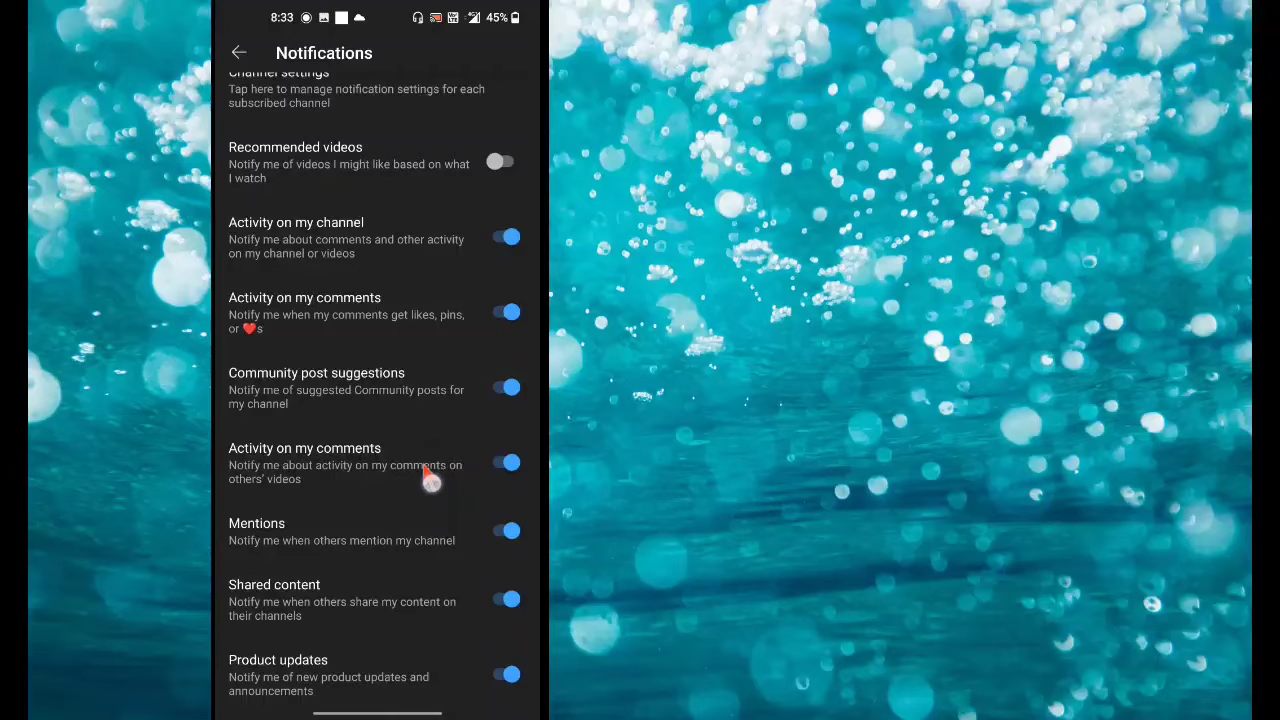 8:33
45%
Notifications
Channel settings
Tap here to manage notification settings for each
subscribed channel
Recommended videos
Notify me of videos I might like based on what
I watch
Activity on my channel
Notify me about comments and other activity
on my channel or videos
Activity on my comments
Notify me when my comments get likes, pins,
or ❤️s
Community post suggestions
Notify me of suggested Community posts for
my channel
Activity on my comments
Notify me about activity on my comments on
others' videos
Mentions
Notify me when others mention my channel
Shared content
Notify me when others share my content on
their channels
Product updates
Notify me of new product updates and
announcements